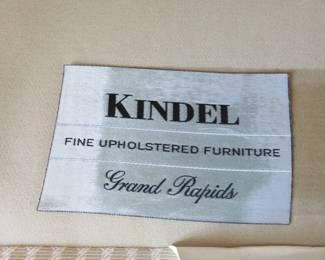 KINDEL
FINE UPHOLSTERED FURNITURE
Grand Rapids